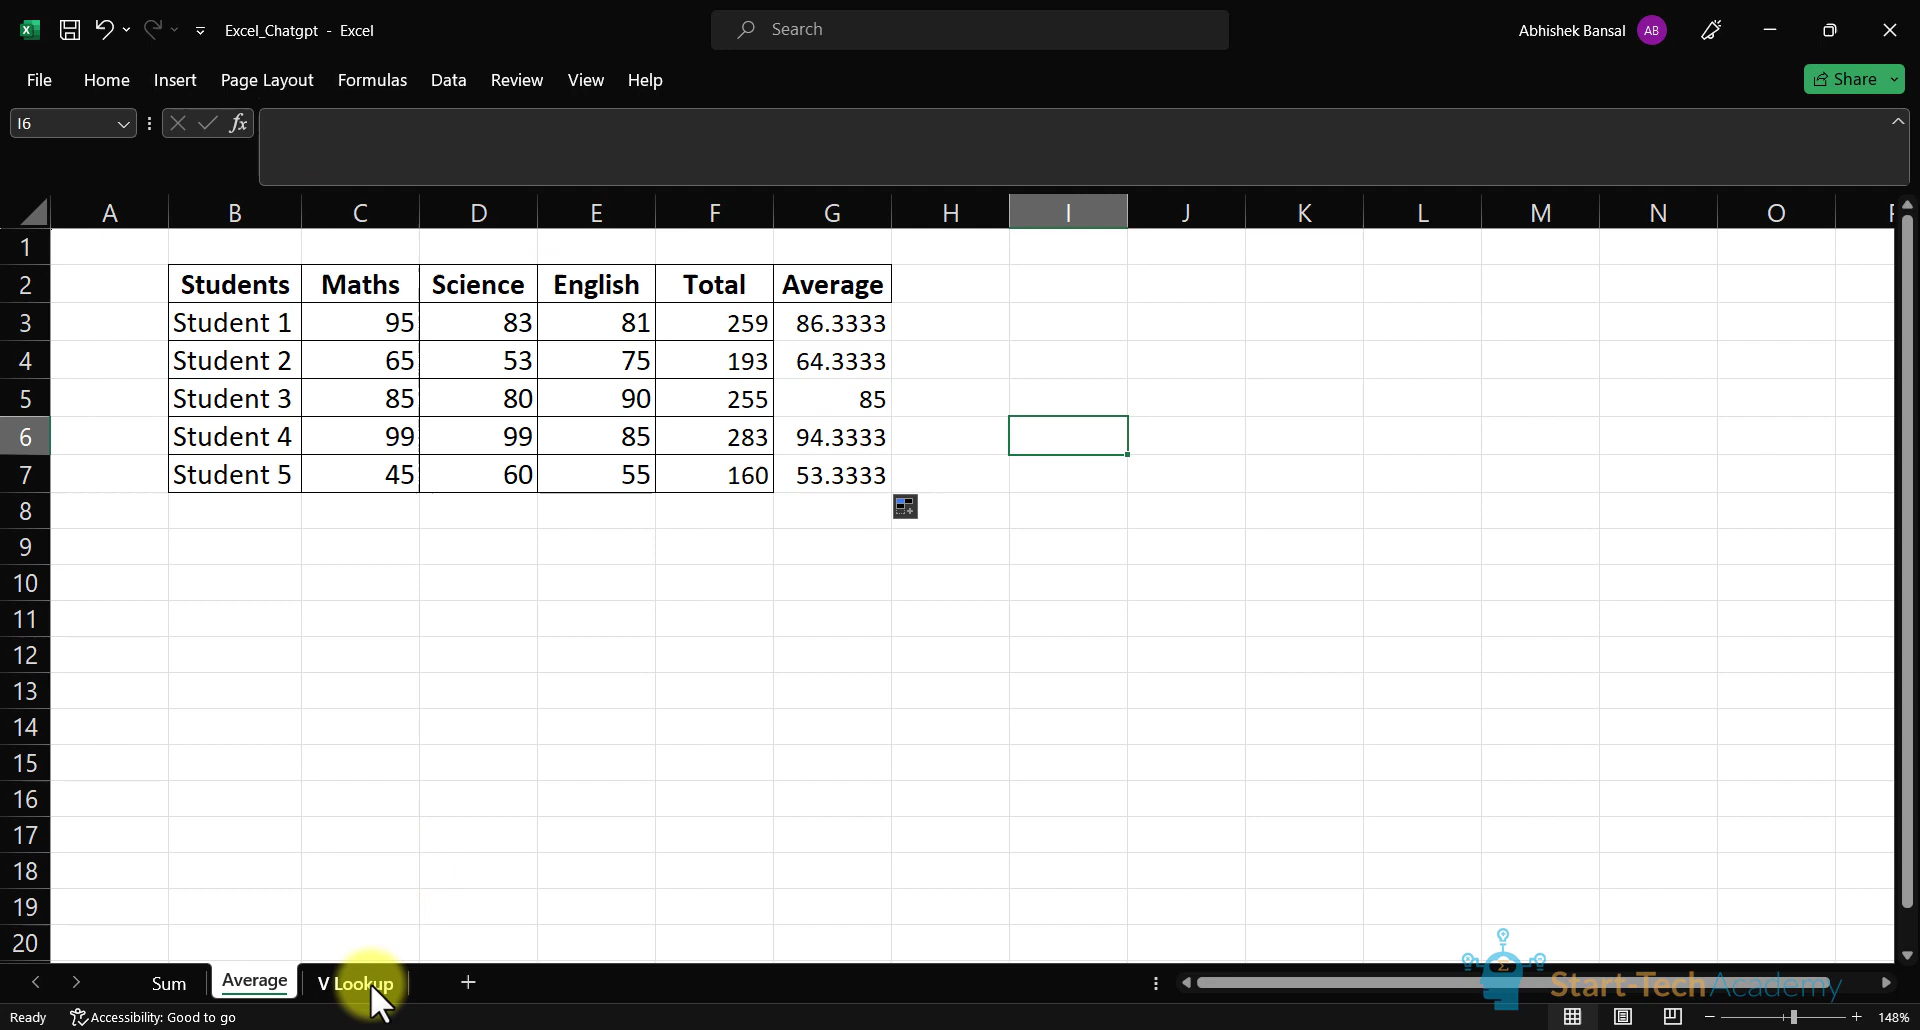 Excel_Chatgpt - Excel
Search
Abhishek Bansal AB
File Home Insert Page Layout Formulas Data Review View Help
Share
I6
fx
A B C D E F G H I J K L M N O
1
2 Students Maths Science English Total Average
3 Student 1 95 83 81 259 86.3333
4 Student 2 65 53 75 193 64.3333
5 Student 3 85 80 90 255 85
6 Student 4 99 99 85 283 94.3333
7 Student 5 45 60 55 160 53.3333
8
9
10
11
12
13
14
15
16
17
18
19
20
Sum Average V Lookup +
Start-Tech Academy
Ready Accessibility: Good to go 148%